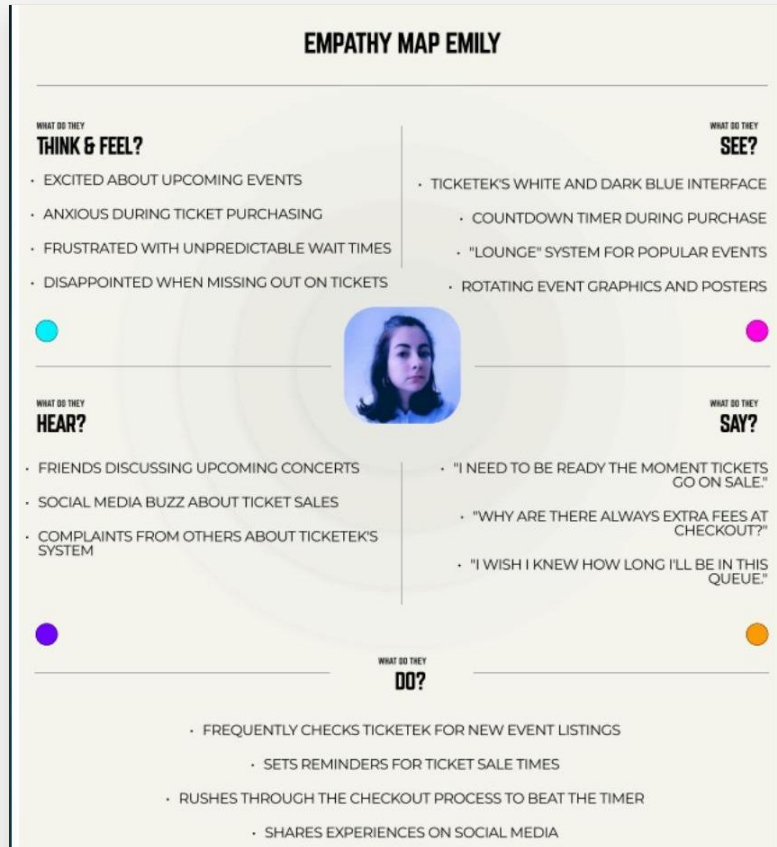 EMPATHY MAP EMILY
WHAT DO THEY
THINK & FEEL?
• EXCITED ABOUT UPCOMING EVENTS
• ANXIOUS DURING TICKET PURCHASING
• FRUSTRATED WITH UNPREDICTABLE WAIT TIMES
• DISAPPOINTED WHEN MISSING OUT ON TICKETS
WHAT DO THEY
SEE?
• TICKETEK'S WHITE AND DARK BLUE INTERFACE
• COUNTDOWN TIMER DURING PURCHASE
• "LOUNGE" SYSTEM FOR POPULAR EVENTS
• ROTATING EVENT GRAPHICS AND POSTERS
WHAT DO THEY
HEAR?
• FRIENDS DISCUSSING UPCOMING CONCERTS
• SOCIAL MEDIA BUZZ ABOUT TICKET SALES
• COMPLAINTS FROM OTHERS ABOUT TICKETEK'S
SYSTEM
WHAT DO THEY
SAY?
• "I NEED TO BE READY THE MOMENT TICKETS
GO ON SALE."
• "WHY ARE THERE ALWAYS EXTRA FEES AT
CHECKOUT?"
• "I WISH I KNEW HOW LONG I'LL BE IN THIS
QUEUE."
WHAT DO THEY
DO?
• FREQUENTLY CHECKS TICKETEK FOR NEW EVENT LISTINGS
• SETS REMINDERS FOR TICKET SALE TIMES
• RUSHES THROUGH THE CHECKOUT PROCESS TO BEAT THE TIMER
• SHARES EXPERIENCES ON SOCIAL MEDIA